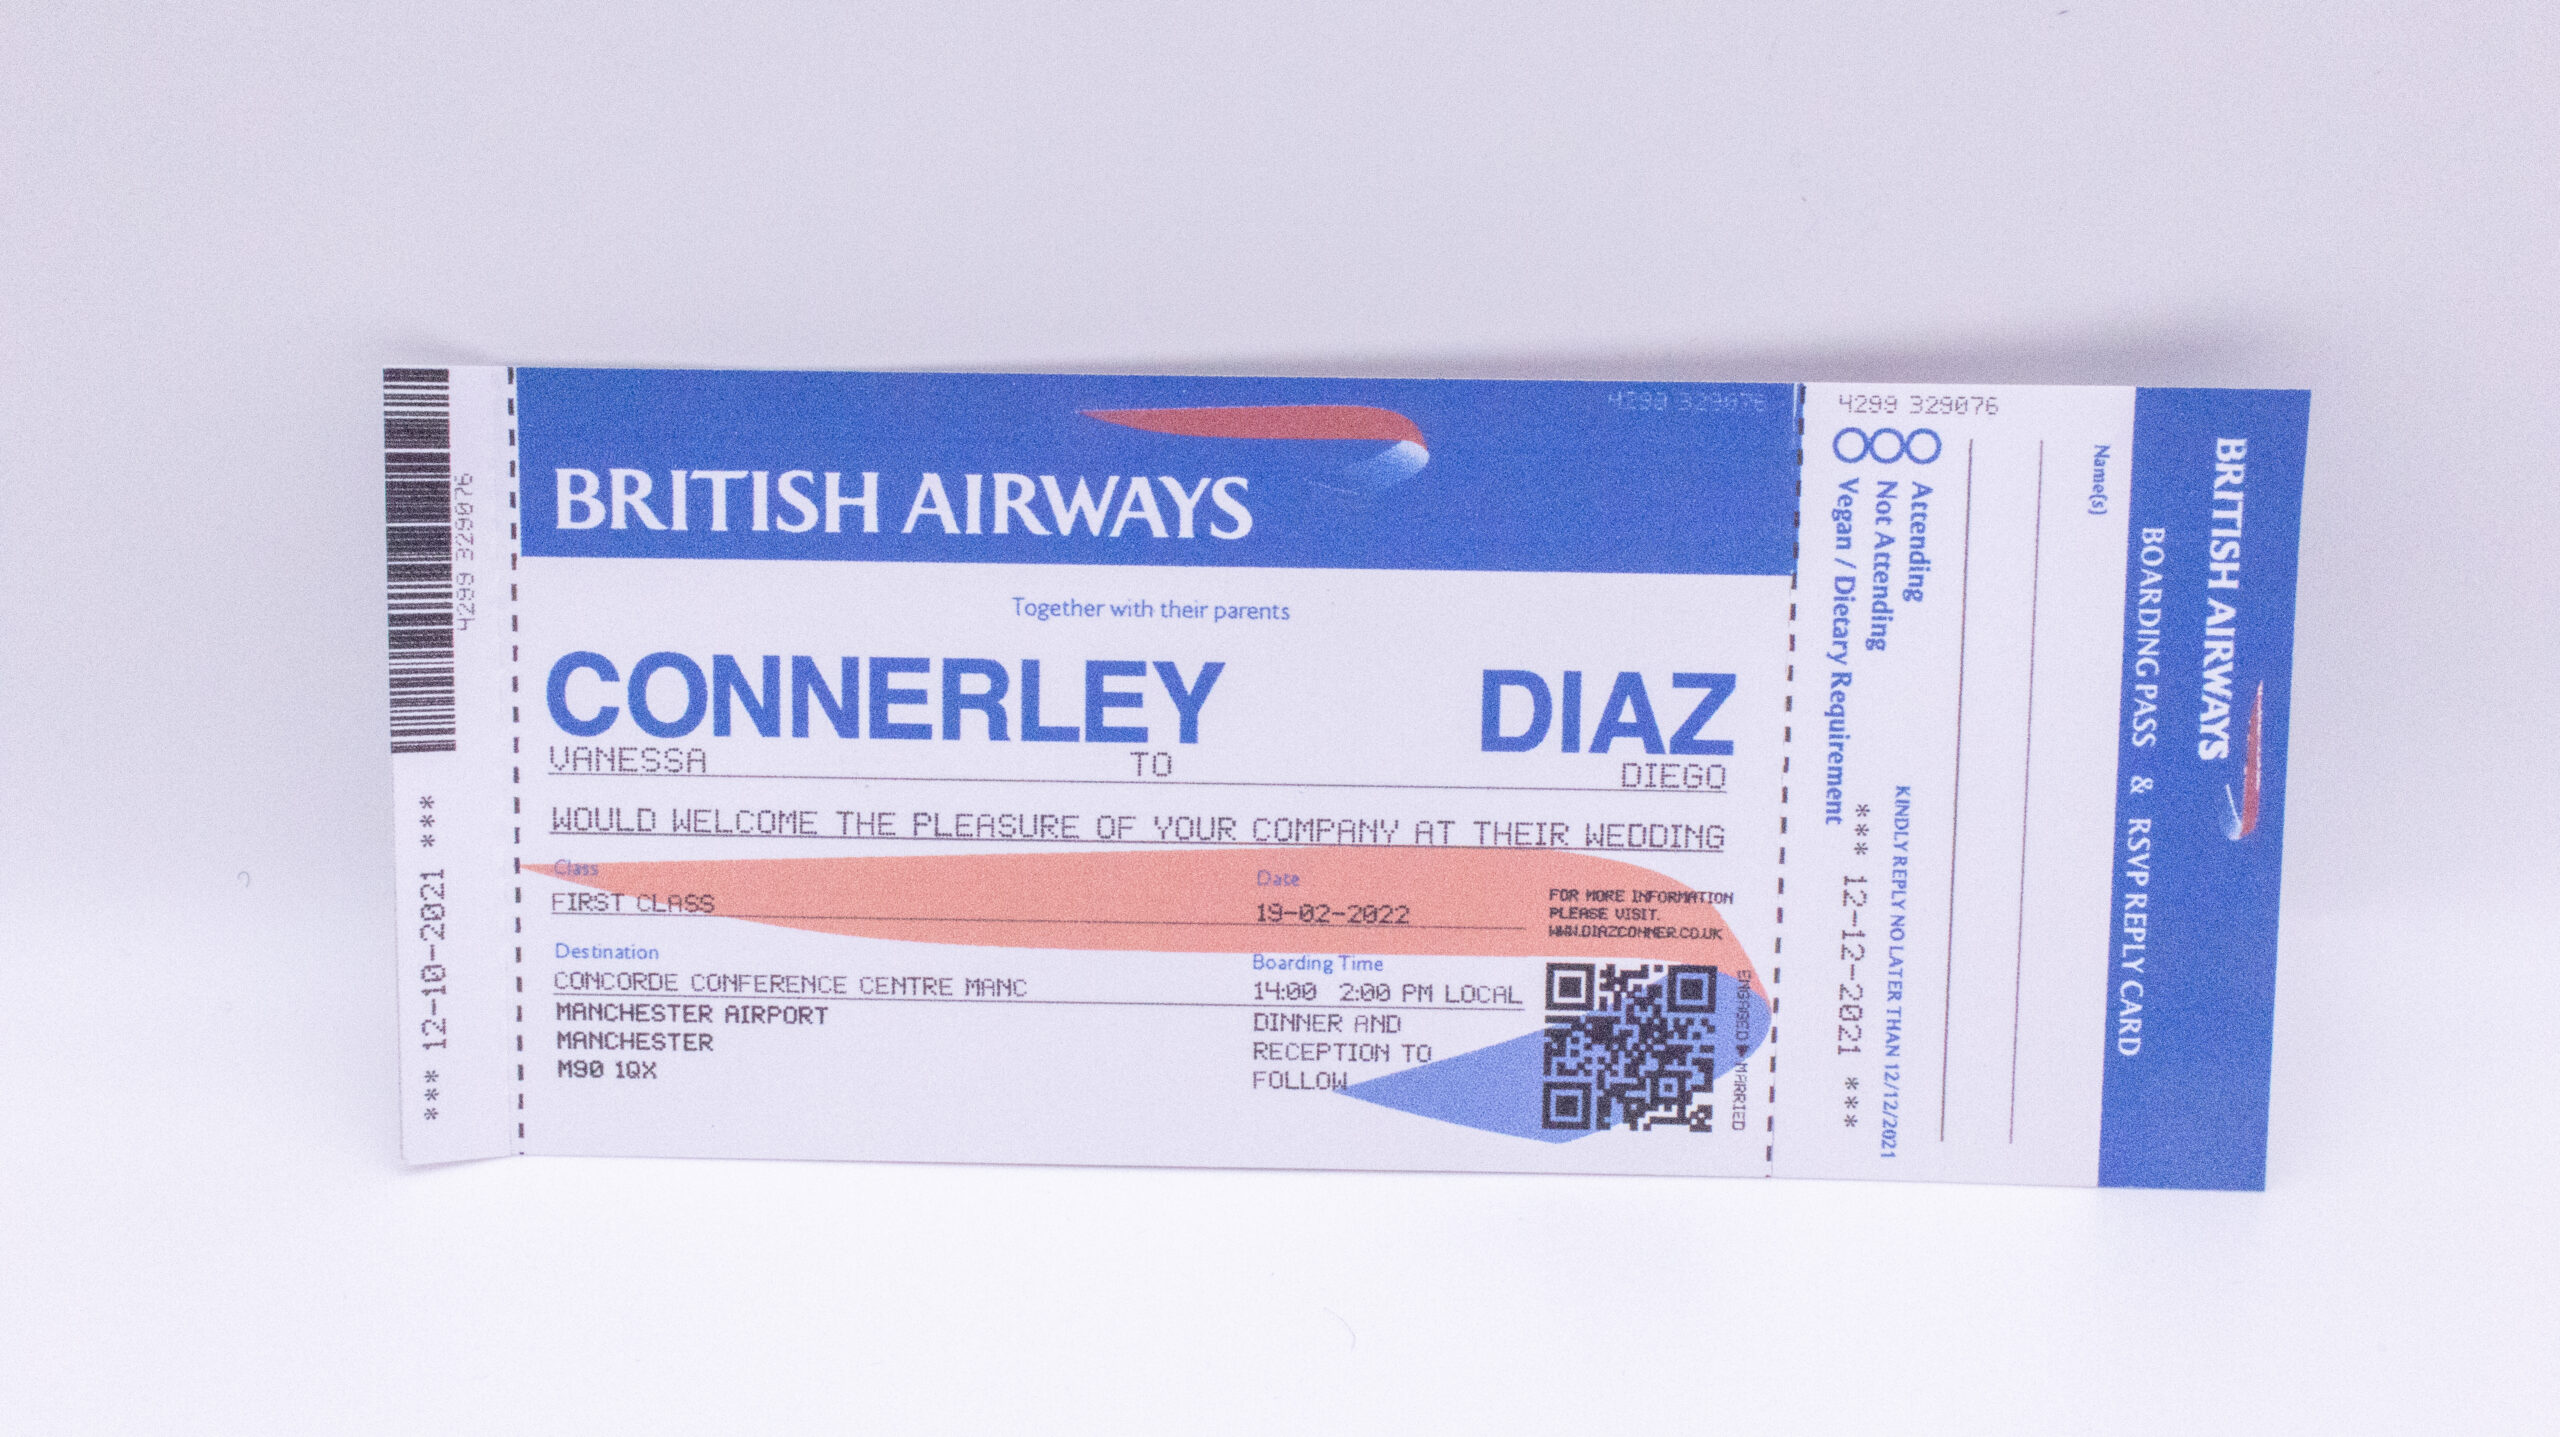 4299 329076
*** 12-10-2021 ***
4299 329076
BRITISH AIRWAYS
Together with their parents
CONNERLEY DIAZ
VANESSA TO DIEGO
WOULD WELCOME THE PLEASURE OF YOUR COMPANY AT THEIR WEDDING
Class
FIRST CLASS
Date
19-02-2022
FOR MORE INFORMATION
PLEASE VISIT.
WWW.DIAZCONNER.CO.UK
Destination
CONCORDE CONFERENCE CENTRE MANC
MANCHESTER AIRPORT
MANCHESTER
M90 1QX
Boarding Time
14:00 2:00 PM LOCAL
DINNER AND
RECEPTION TO
FOLLOW
ENGAGED ▶ MARRIED
4299 329076
BRITISH AIRWAYS
BOARDING PASS & RSVP REPLY CARD
Name(s)
Attending
Not Attending
Vegan / Dietary Requirement
KINDLY REPLY NO LATER THAN 12/12/2021
*** 12-12-2021 ***